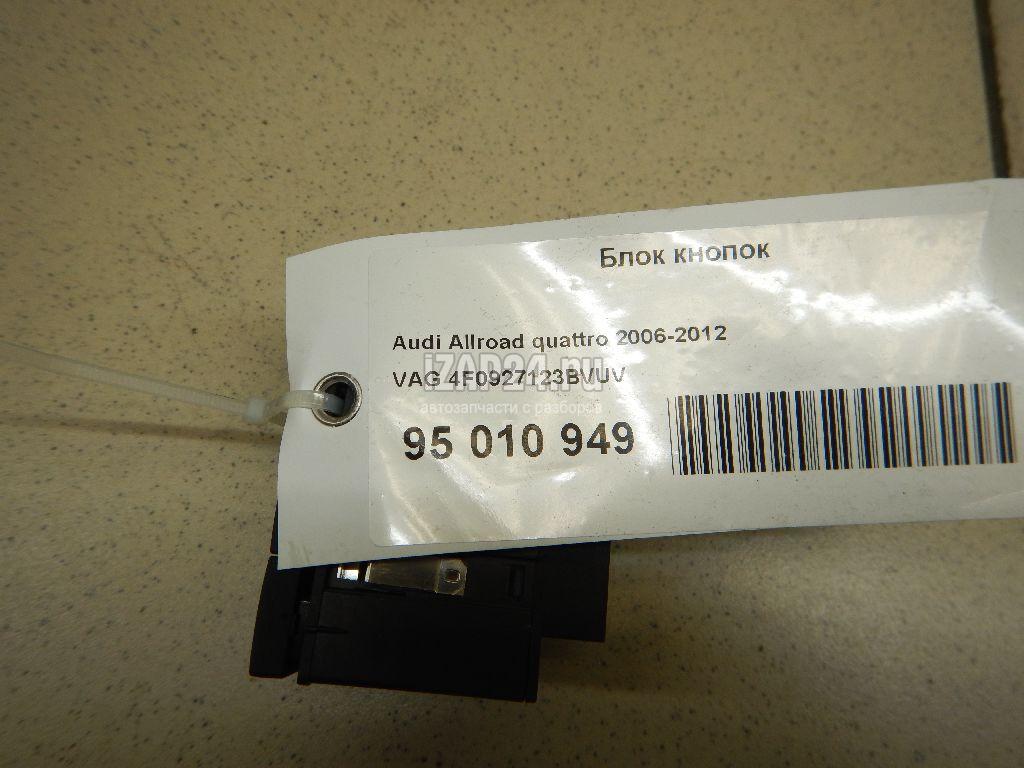 Блок кнопок
Audi Allroad quattro 2006-2012
iZAP24.ru
VAG 4F0927123BVUV
автозапчасти с разборов
95 010 949